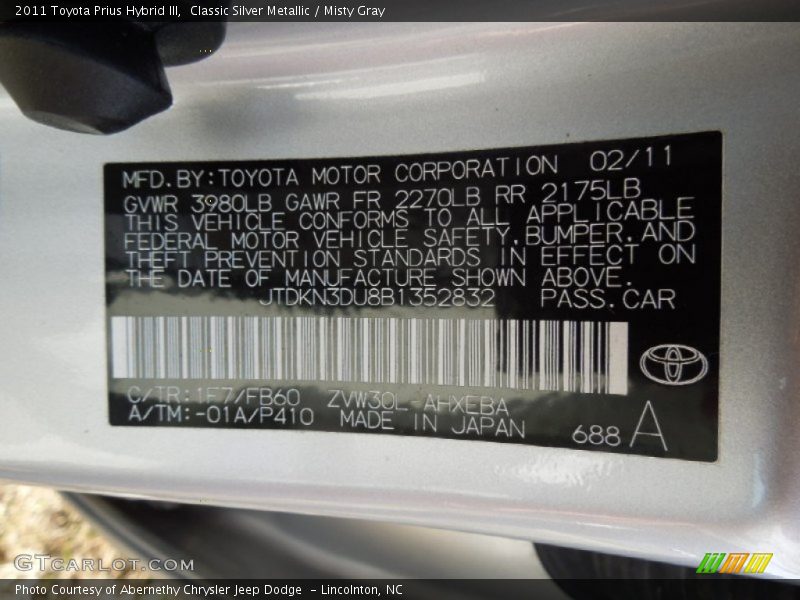 2011 Toyota Prius Hybrid III, Classic Silver Metallic / Misty Gray
MFD.BY:TOYOTA MOTOR CORPORATION 02/11
GVWR 3980LB GAWR FR 2270LB RR 2175LB
THIS VEHICLE CONFORMS TO ALL APPLICABLE
FEDERAL MOTOR VEHICLE SAFETY,BUMPER,AND
THEFT PREVENTION STANDARDS IN EFFECT ON
THE DATE OF MANUFACTURE SHOWN ABOVE.
JTDKN3DU8B1352832 PASS.CAR
C/TR:1F7/FB60 ZVW30L-AHXEBA
A/TM:-01A/P410 MADE IN JAPAN 688 A
GTcarlot.com
Photo Courtesy of Abernethy Chrysler Jeep Dodge - Lincolnton, NC